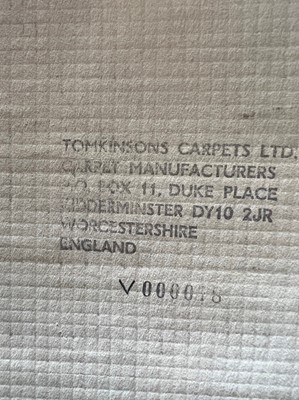 TOMKINSONS CARPETS LTD.
CARPET MANUFACTURERS
P.O. BOX 11, DUKE PLACE
KIDDERMINSTER DY10 2JR
WORCESTERSHIRE
ENGLAND
V